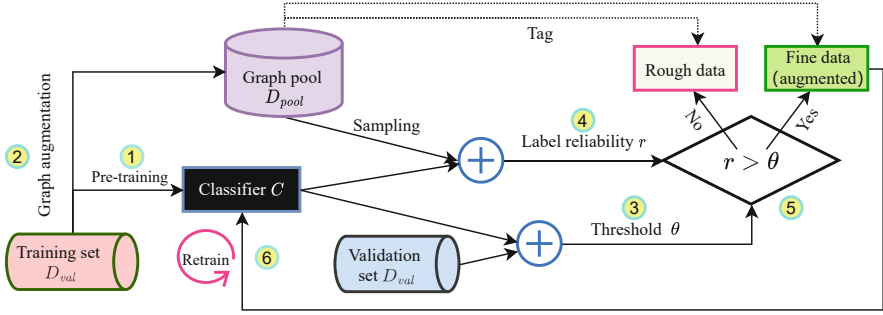 Tag
Graph pool
D_pool
Rough data
Fine data
(augmented)
2
Graph augmentation
1
Pre-training
Sampling
4
Label reliability r
No
Yes
r > θ
Classifier C
3
Threshold θ
5
Training set
D_val
Retrain
6
Validation
set D_val